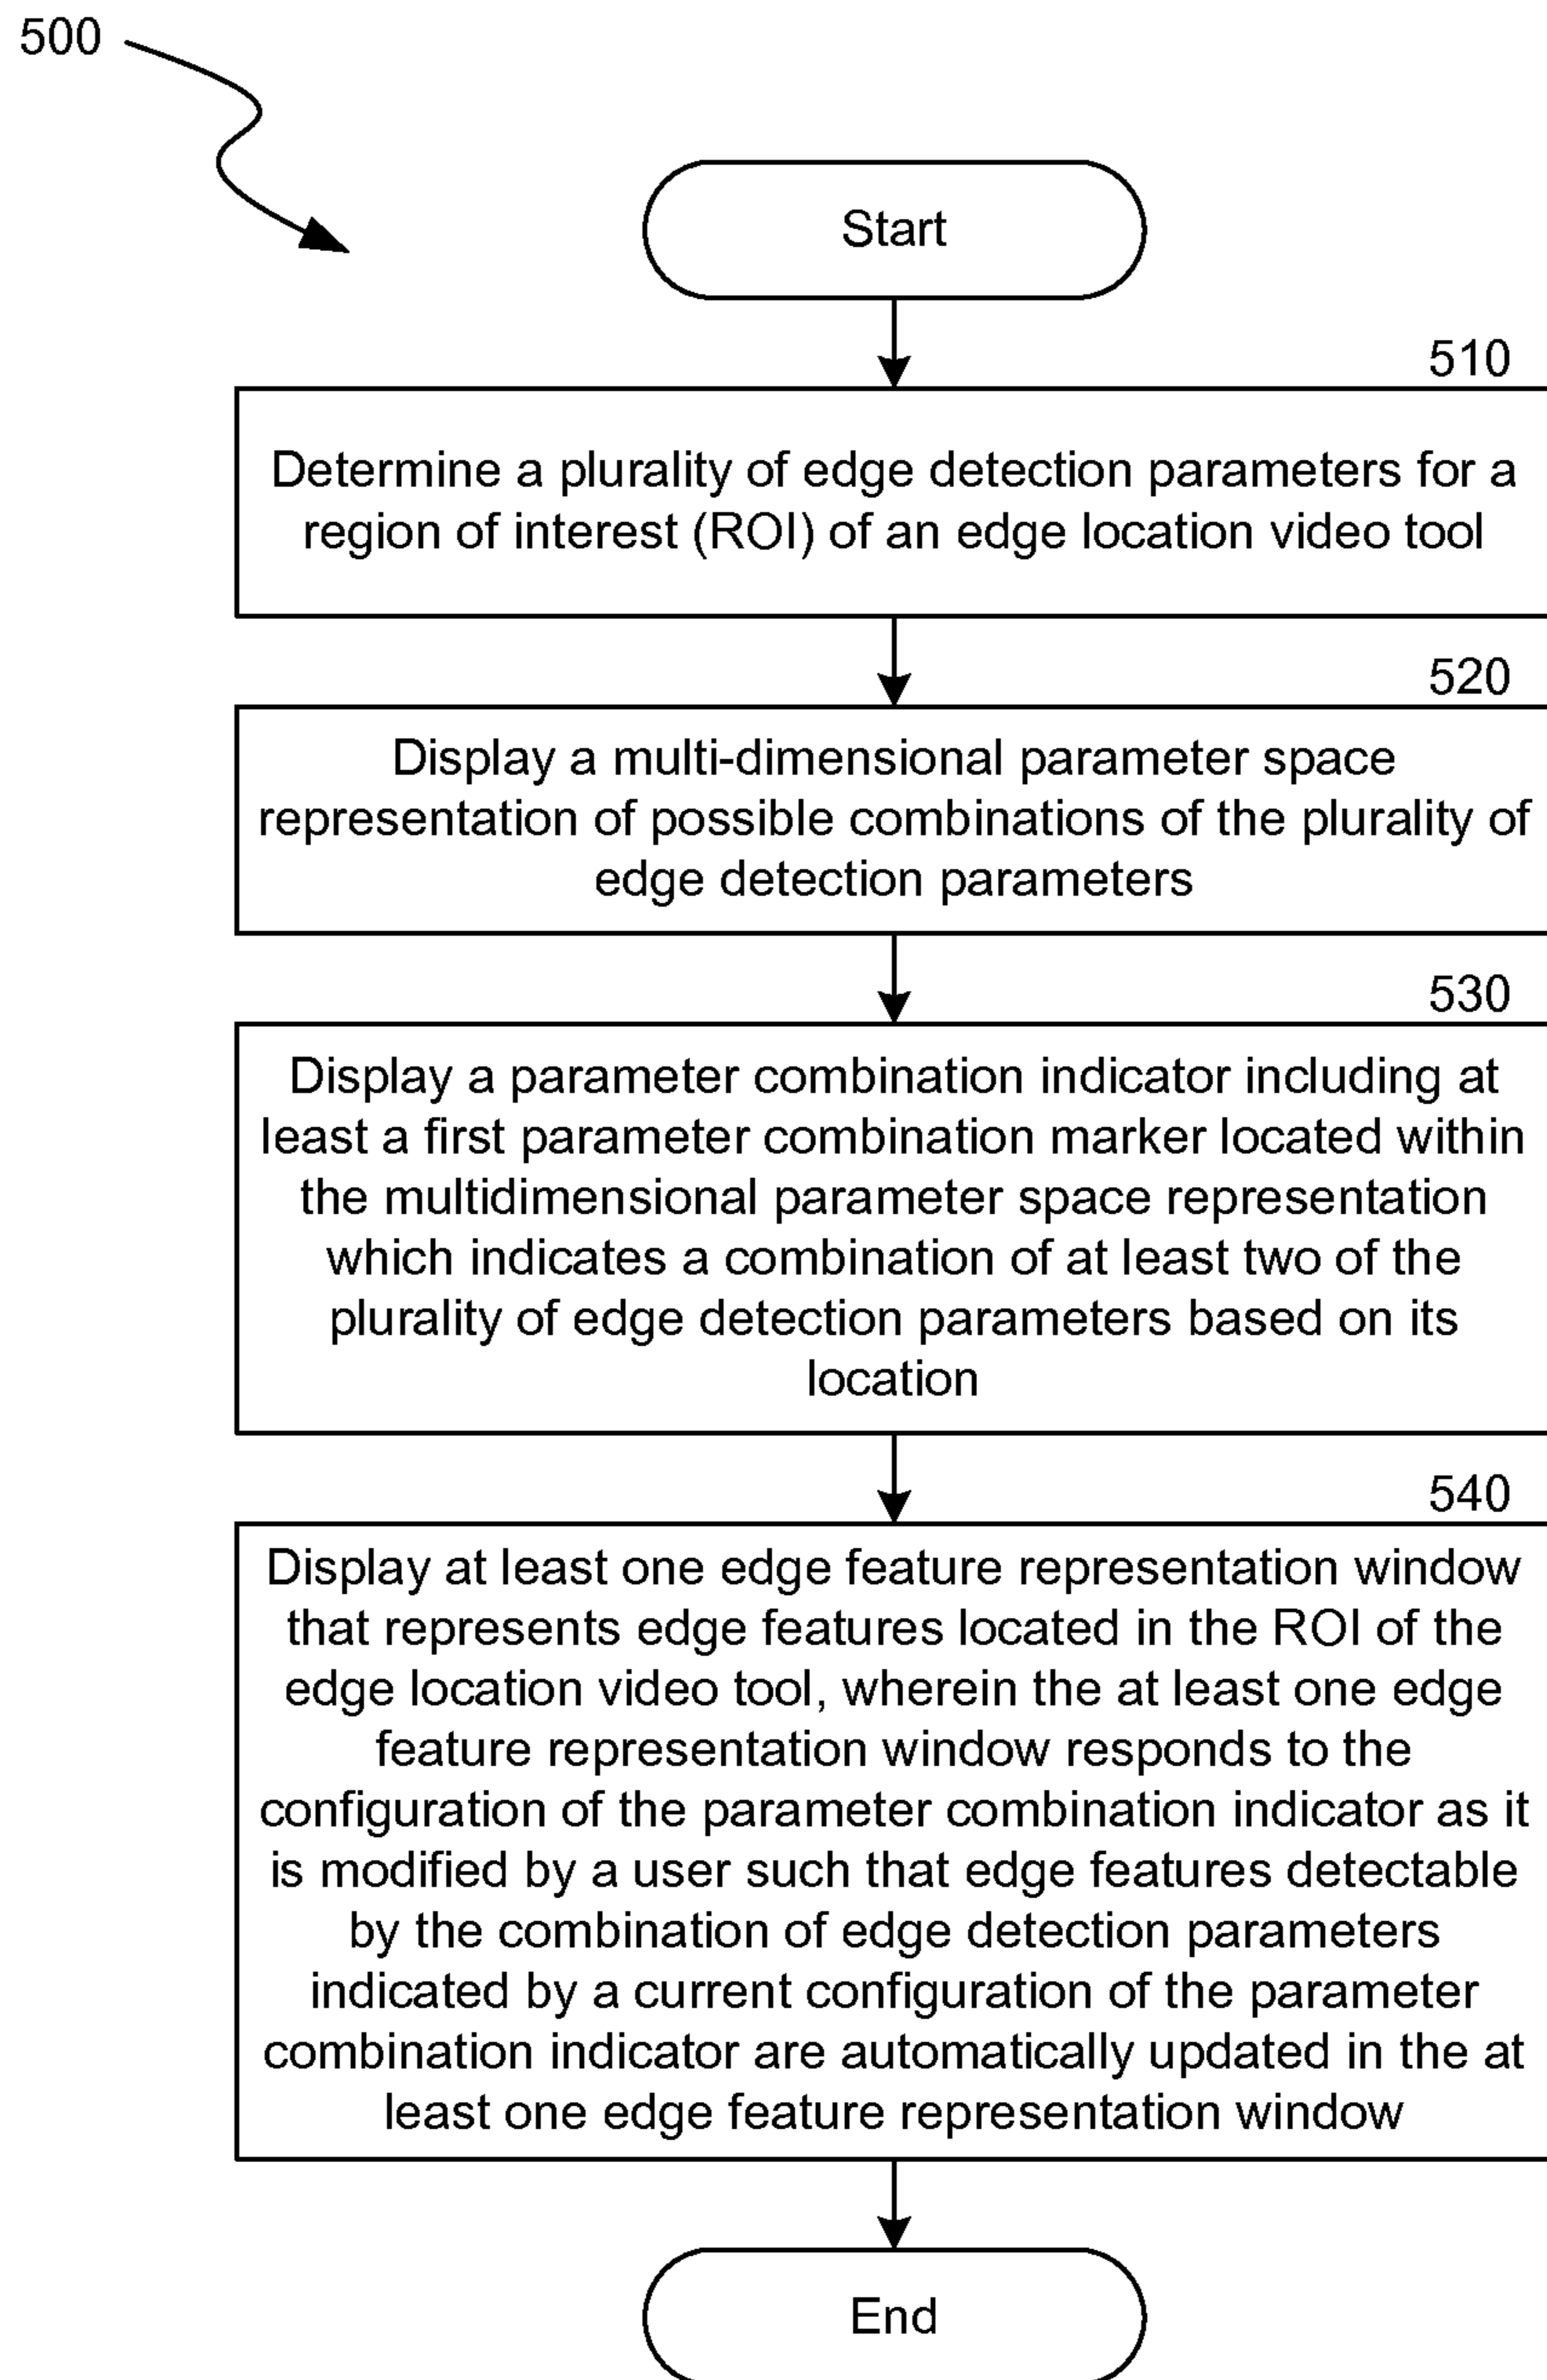 500
Start
510
Determine a plurality of edge detection parameters for a
region of interest (ROI) of an edge location video tool
520
Display a multi-dimensional parameter space
representation of possible combinations of the plurality of
edge detection parameters
530
Display a parameter combination indicator including at
least a first parameter combination marker located within
the multidimensional parameter space representation
which indicates a combination of at least two of the
plurality of edge detection parameters based on its
location
540
Display at least one edge feature representation window
that represents edge features located in the ROI of the
edge location video tool, wherein the at least one edge
feature representation window responds to the
configuration of the parameter combination indicator as it
is modified by a user such that edge features detectable
by the combination of edge detection parameters
indicated by a current configuration of the parameter
combination indicator are automatically updated in the at
least one edge feature representation window
End